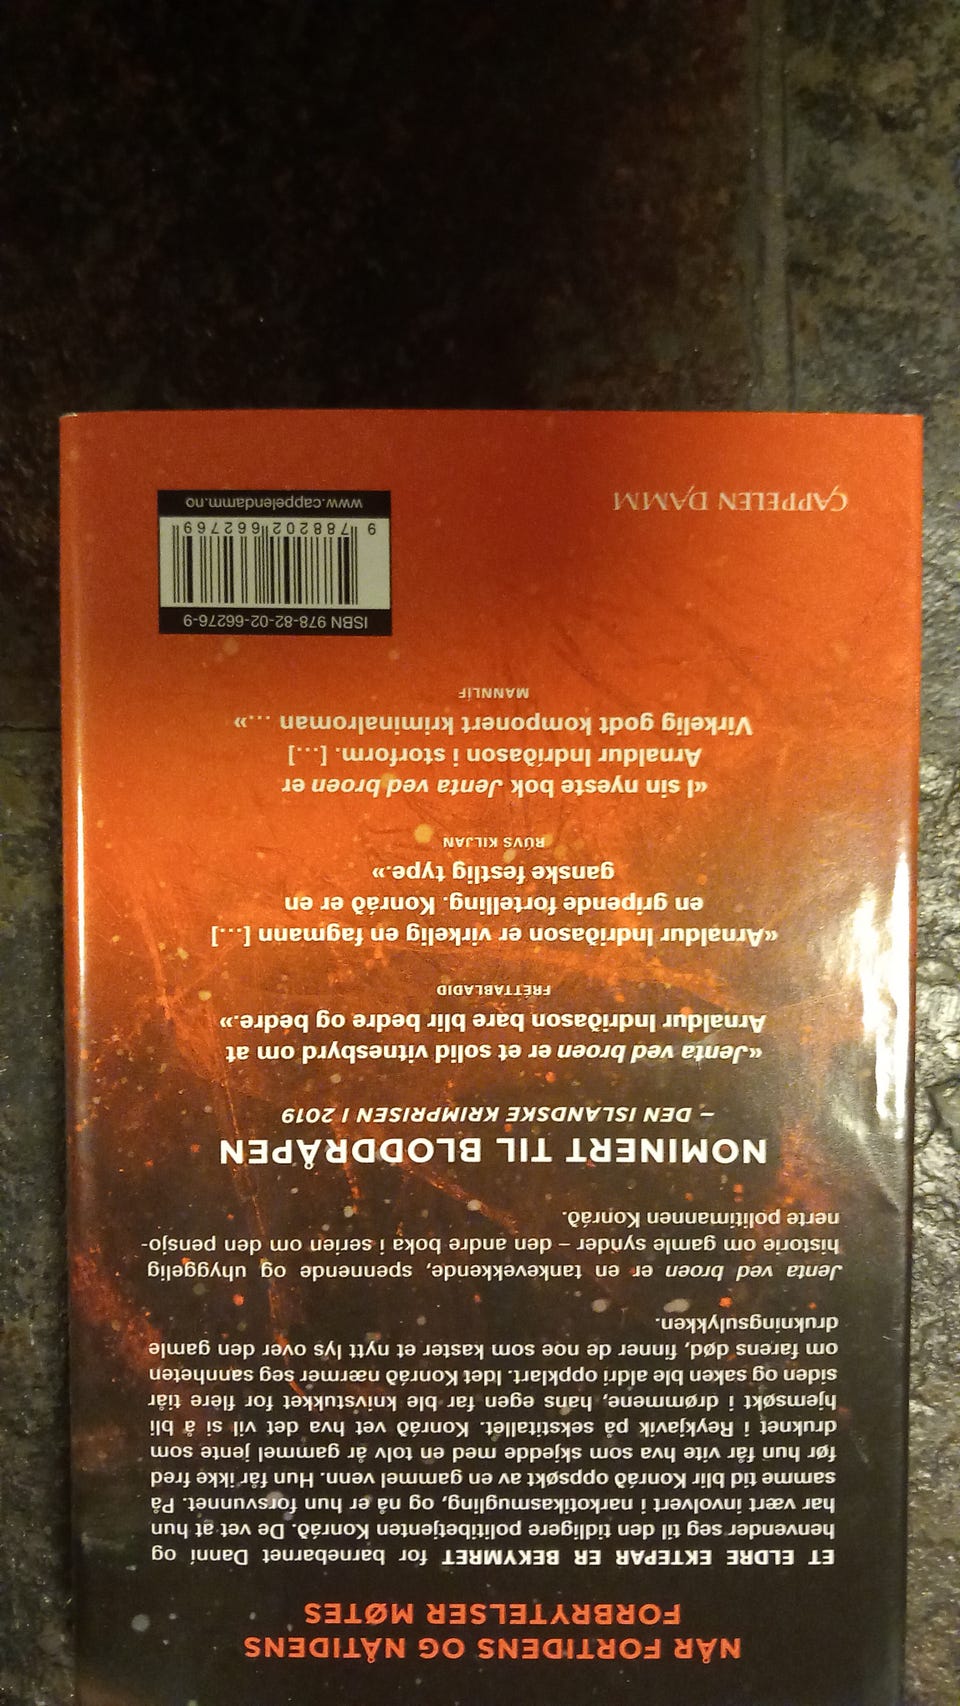 NÅR FORTIDENS OG NÅTIDENS
FORBRYTELSER MØTES
ET ELDRE EKTEPAR ER BEKYMRET for barnebarnet Danní og
henvender seg til den tidligere politibetjenten Konráð. De vet at hun
har vært involvert i narkotikasmugling, og nå er hun forsvunnet. På
samme tid blir Konráð oppsøkt av en gammel venn. Hun får ikke fred
før hun får vite hva som skjedde med en tolv år gammel jente som
druknet i Reykjavik på sekstitallet. Konráð vet hva det vil si å bli
hjemsøkt i drømmene, hans egen far ble knivstukket for flere tiår
siden og saken ble aldri oppklart. Idet Konráð nærmer seg sannheten
om farens død, finner de noe som kaster et nytt lys over den gamle
drukningsulykken.
Jenta ved broen er en tankevekkende, spennende og uhyggelig
historie om gamle synder – den andre boka i serien om den pensjo-
nerte politimannen Konráð.
NOMINERT TIL BLODDRÅPEN
– DEN ISLANDSKE KRIMPRISEN I 2019
«Jenta ved broen er et solid vitnesbyrd om at
Arnaldur Indriðason bare blir bedre og bedre.»
FRÉTTABLADID
«Arnaldur Indriðason er virkelig en fagmann […]
en gripende fortelling. Konráð er en
ganske festlig type.»
RÚVS KILJAN
«I sin nyeste bok Jenta ved broen er
Arnaldur Indriðason i storform. […]
Virkelig godt komponert kriminalroman …»
MANNLÍF
ISBN 978-82-02-66276-9
9 788202 662769
www.cappelendamm.no
CAPPELEN DAMM